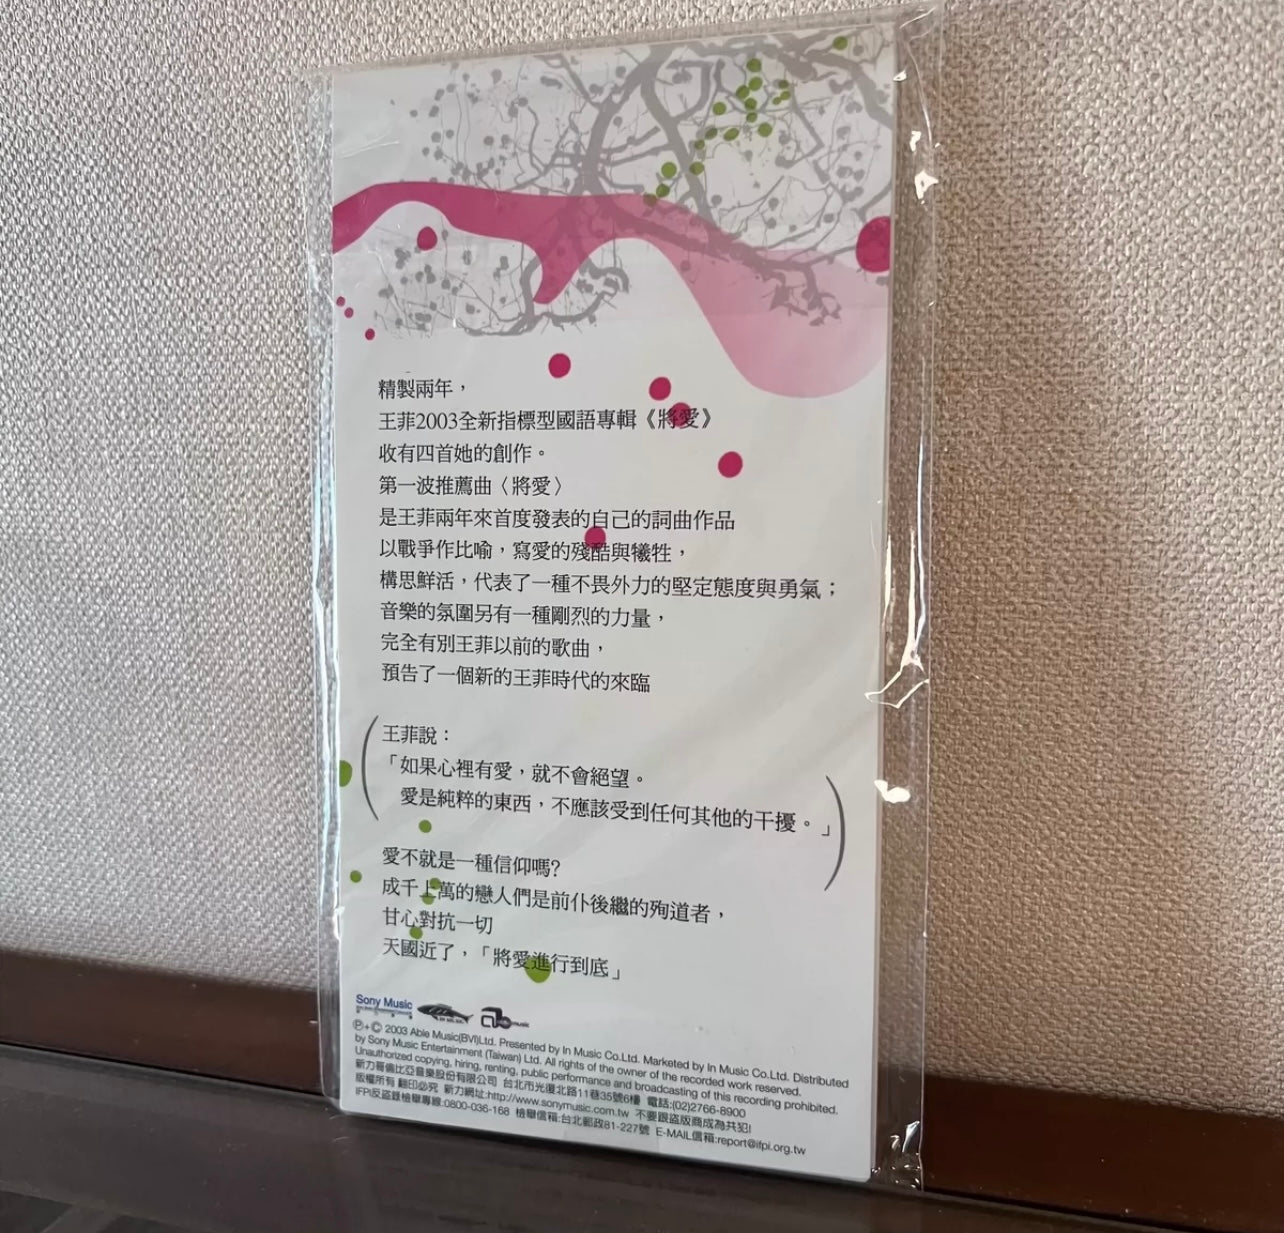 精製兩年，
王菲2003全新指標型國語專輯《將愛》
收有四首她的創作。
第一波推薦曲〈將愛〉
是王菲兩年來首度發表的自己的詞曲作品
以戰爭作比喻，寫愛的殘酷與犧牲，
構思鮮活，代表了一種不畏外力的堅定態度與勇氣；
音樂的氛圍另有一種剛烈的力量，
完全有別王菲以前的歌曲，
預告了一個新的王菲時代的來臨
王菲說：
「如果心裡有愛，就不會絕望。
愛是純粹的東西，不應該受到任何其他的干擾。」
愛不就是一種信仰嗎?
成千上萬的戀人們是前仆後繼的殉道者，
甘心對抗一切
天國近了，「將愛進行到底」
Sony Music
music
℗+© 2003 Able Music(BVI)Ltd. Presented by In Music Co.Ltd. Marketed by In Music Co.Ltd. Distributed
by Sony Music Entertainment (Taiwan) Ltd. All rights of the owner of the recorded work reserved.
Unauthorized copying, hiring, renting, public performance and broadcasting of this recording prohibited.
新力哥倫比亞音樂股份有限公司 台北市光復北路11巷35號6樓 電話:(02)2766-8900
版權所有 翻印必究 新力網址:http://www.sonymusic.com.tw 不要跟盜版商成為共犯!
IFPI反盜錄檢舉專線:0800-036-168 檢舉信箱:台北郵政81-227號 E-MAIL信箱:report@ifpi.org.tw